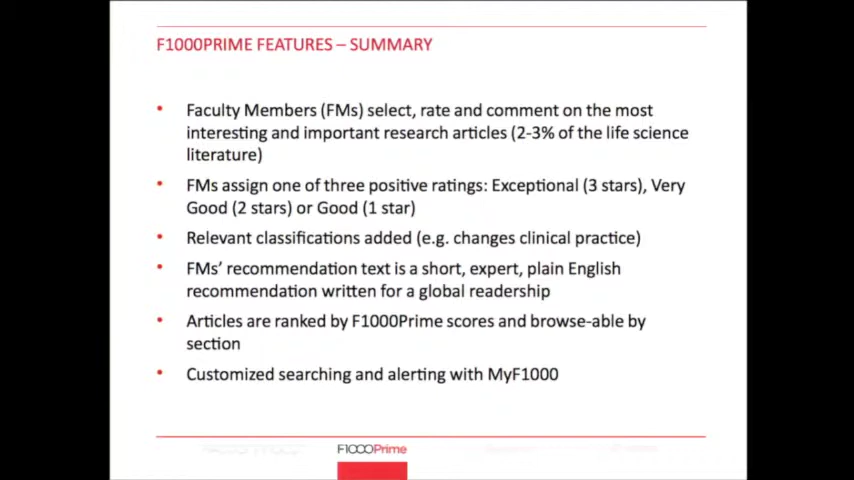 F1000PRIME FEATURES – SUMMARY
• Faculty Members (FMs) select, rate and comment on the most
interesting and important research articles (2-3% of the life science
literature)
• FMs assign one of three positive ratings: Exceptional (3 stars), Very
Good (2 stars) or Good (1 star)
• Relevant classifications added (e.g. changes clinical practice)
• FMs’ recommendation text is a short, expert, plain English
recommendation written for a global readership
• Articles are ranked by F1000Prime scores and browse-able by
section
• Customized searching and alerting with MyF1000
F1000Prime